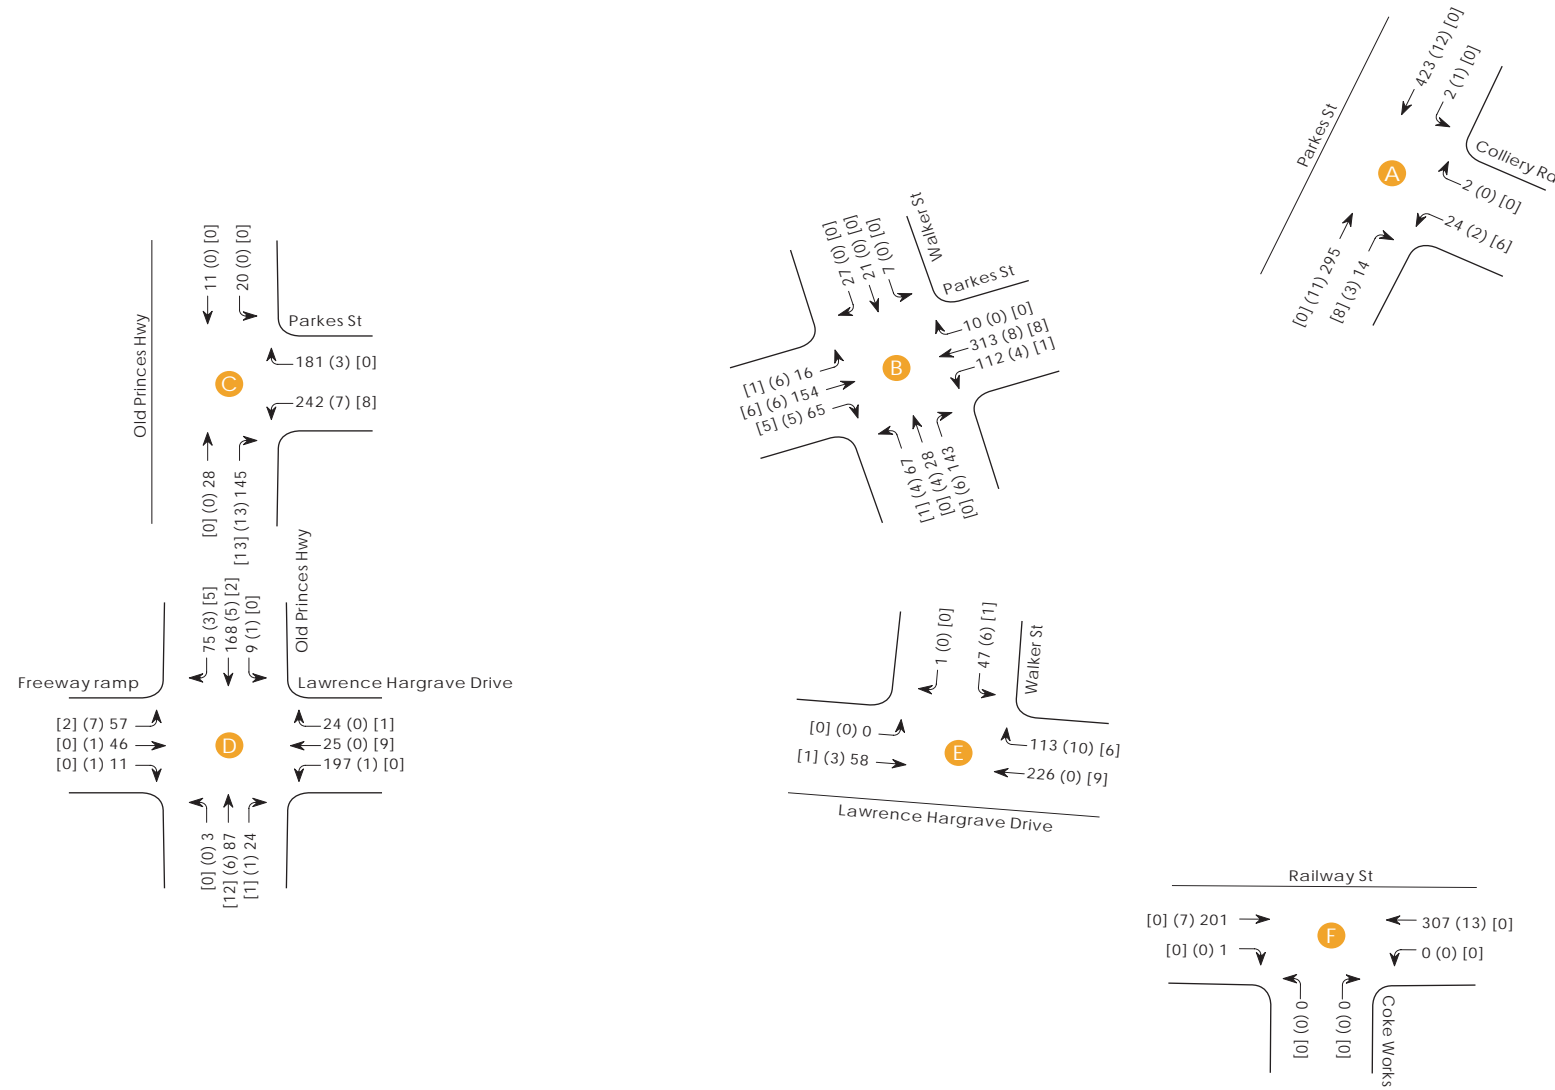 423 (12) [0]
2 (1) [0]
Parkes St
Colliery Rd
A
2 (0) [0]
24 (2) [6]
[0] (11) 295
[8] (3) 14
27 (0) [0]
21 (0) [0]
7 (0) [0]
Walker St
Parkes St
10 (0) [0]
313 (8) [8]
112 (4) [1]
B
[1] (6) 16
[6] (6) 154
[5] (5) 65
[1] (4) 67
[0] (4) 28
[0] (6) 143
11 (0) [0]
20 (0) [0]
Old Princes Hwy
Parkes St
181 (3) [0]
C
242 (7) [8]
[0] (0) 28
[13] (13) 145
Old Princes Hwy
75 (3) [5]
168 (5) [2]
9 (1) [0]
Freeway ramp
Lawrence Hargrave Drive
[2] (7) 57
[0] (1) 46
[0] (1) 11
D
24 (0) [1]
25 (0) [9]
197 (1) [0]
[0] (0) 3
[12] (6) 87
[1] (1) 24
1 (0) [0]
47 (6) [1]
Walker St
[0] (0) 0
[1] (3) 58
E
113 (10) [6]
226 (0) [9]
Lawrence Hargrave Drive
Railway St
[0] (7) 201
[0] (0) 1
F
307 (13) [0]
0 (0) [0]
0 (0) [0]
0 (0) [0]
Coke Works